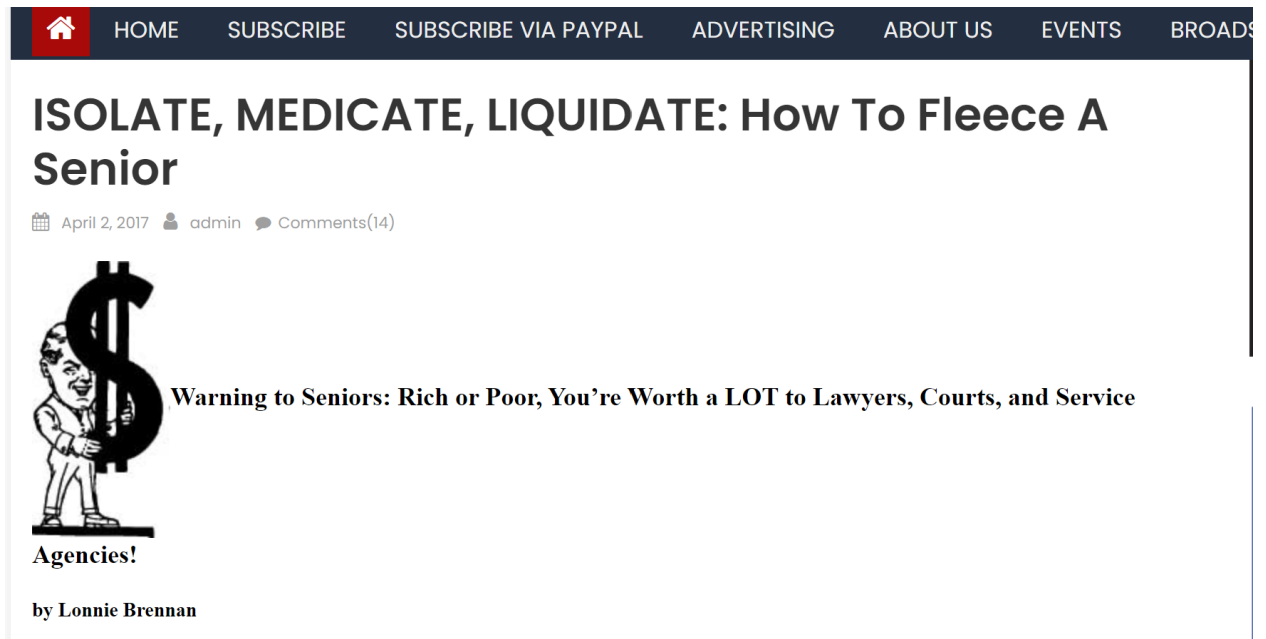 HOME SUBSCRIBE SUBSCRIBE VIA PAYPAL ADVERTISING ABOUT US EVENTS BROADS
ISOLATE, MEDICATE, LIQUIDATE: How To Fleece A
Senior
April 2, 2017 admin Comments(14)
Warning to Seniors: Rich or Poor, You’re Worth a LOT to Lawyers, Courts, and Service
Agencies!
by Lonnie Brennan